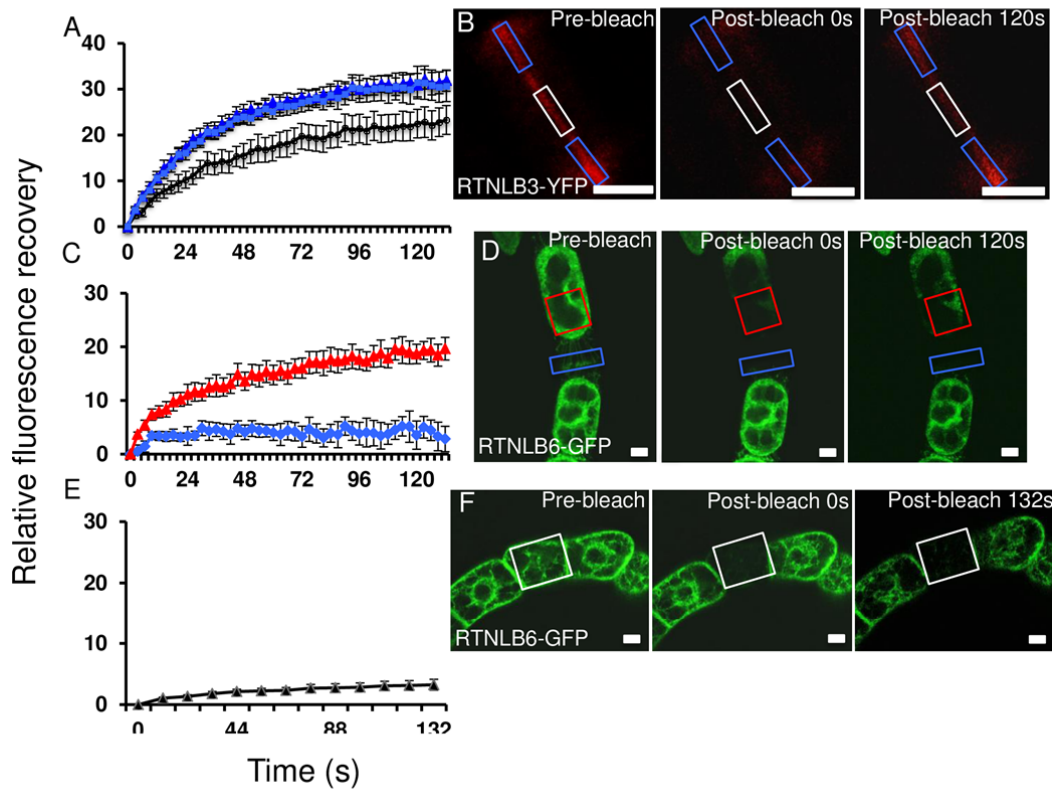 Relative fluorescence recovery
A
40
30
20
10
0
0 24 48 72 96 120
B
Pre-bleach
Post-bleach 0s
Post-bleach 120s
RTNLB3-YFP
C
30
20
10
0
0 24 48 72 96 120
D
Pre-bleach
Post-bleach 0s
Post-bleach 120s
RTNLB6-GFP
E
30
20
10
0
0 44 88 132
F
Pre-bleach
Post-bleach 0s
Post-bleach 132s
RTNLB6-GFP
Time (s)